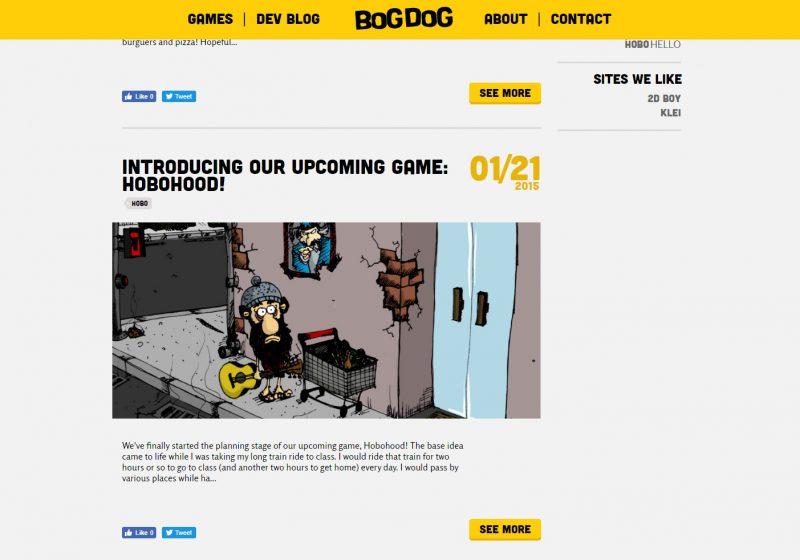 GAMES | DEV BLOG BOGDOG ABOUT | CONTACT
burguers and pizza! Hopeful...
HOBO HELLO
SITES WE LIKE
2D BOY
KLEI
Like 0 Tweet
SEE MORE
INTRODUCING OUR UPCOMING GAME:
HOBOHOOD!
01/21
2015
HOBO
We've finally started the planning stage of our upcoming game, Hobohood! The base idea
came to life while I was taking my long train ride to class. I would ride that train for two
hours or so to go to class (and another two hours to get home) every day. I would pass by
various places while ha...
Like 0 Tweet
SEE MORE